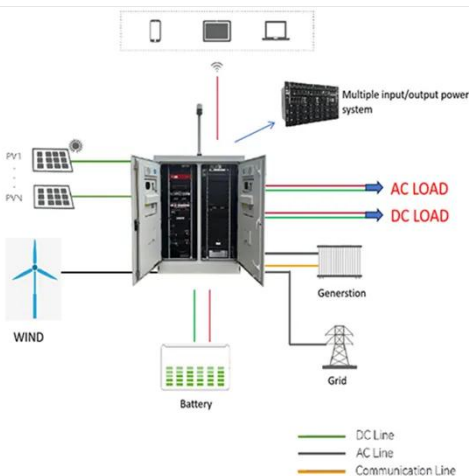 Multiple input/output power
system
PV1
PVN
AC LOAD
DC LOAD
WIND
Generstion
Grid
Battery
DC Line
AC Line
Communication Line